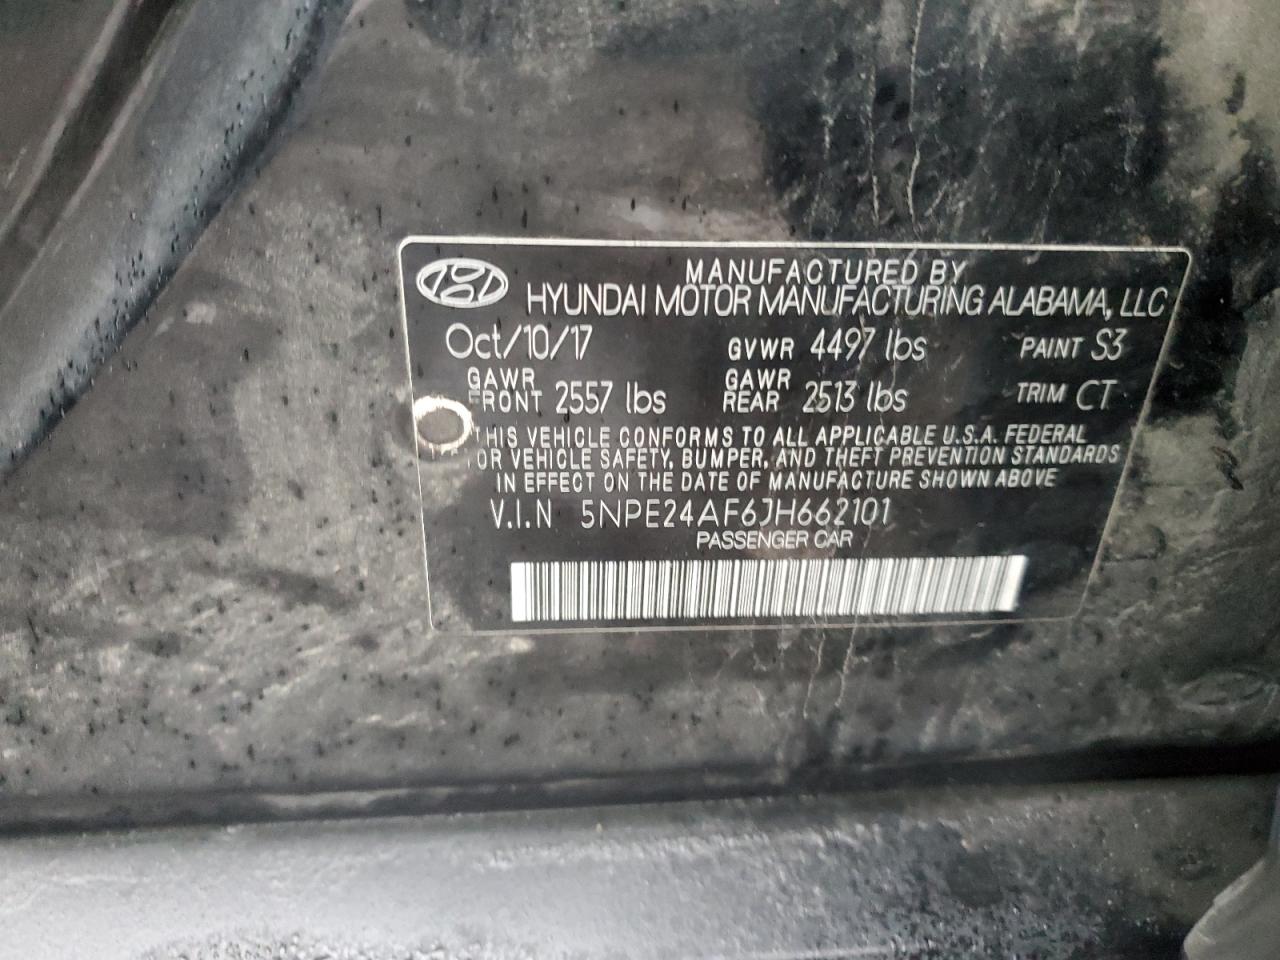 MANUFACTURED BY
HYUNDAI MOTOR MANUFACTURING ALABAMA, LLC
Oct/10/17 GVWR 4497 lbs PAINT S3
GAWR FRONT 2557 lbs GAWR REAR 2513 lbs TRIM CT
THIS VEHICLE CONFORMS TO ALL APPLICABLE U.S.A. FEDERAL
OR VEHICLE SAFETY, BUMPER, AND THEFT PREVENTION STANDARDS
IN EFFECT ON THE DATE OF MANUFACTURE SHOWN ABOVE
V.I.N 5NPE24AF6JH662101
PASSENGER CAR